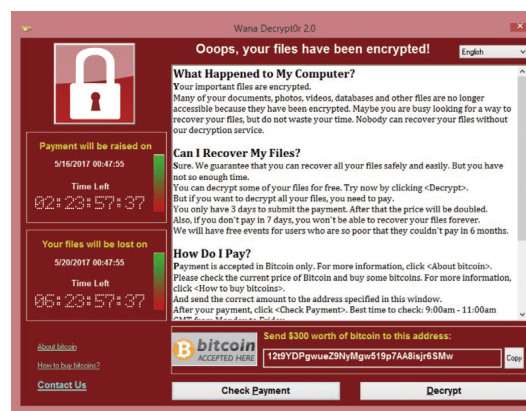 Wana Decrypt0r 2.0
Ooops, your files have been encrypted!
English
Payment will be raised on
5/16/2017 00:47:55
Time Left
02:23:57:37
Your files will be lost on
5/20/2017 00:47:55
Time Left
06:23:57:37
About bitcoin
How to buy bitcoins?
Contact Us
What Happened to My Computer?
Your important files are encrypted.
Many of your documents, photos, videos, databases and other files are no longer
accessible because they have been encrypted. Maybe you are busy looking for a way to
recover your files, but do not waste your time. Nobody can recover your files without
our decryption service.
Can I Recover My Files?
Sure. We guarantee that you can recover all your files safely and easily. But you have
not so enough time.
You can decrypt some of your files for free. Try now by clicking <Decrypt>.
But if you want to decrypt all your files, you need to pay.
You only have 3 days to submit the payment. After that the price will be doubled.
Also, if you don't pay in 7 days, you won't be able to recover your files forever.
We will have free events for users who are so poor that they couldn't pay in 6 months.
How Do I Pay?
Payment is accepted in Bitcoin only. For more information, click <About bitcoin>.
Please check the current price of Bitcoin and buy some bitcoins. For more information,
click <How to buy bitcoins>.
And send the correct amount to the address specified in this window.
After your payment, click <Check Payment>. Best time to check: 9:00am - 11:00am
GMT from Monday to Friday.
bitcoin
ACCEPTED HERE
Send $300 worth of bitcoin to this address:
12t9YDPgwueZ9NyMgw519p7AA8isjr6SMw
Copy
Check Payment
Decrypt